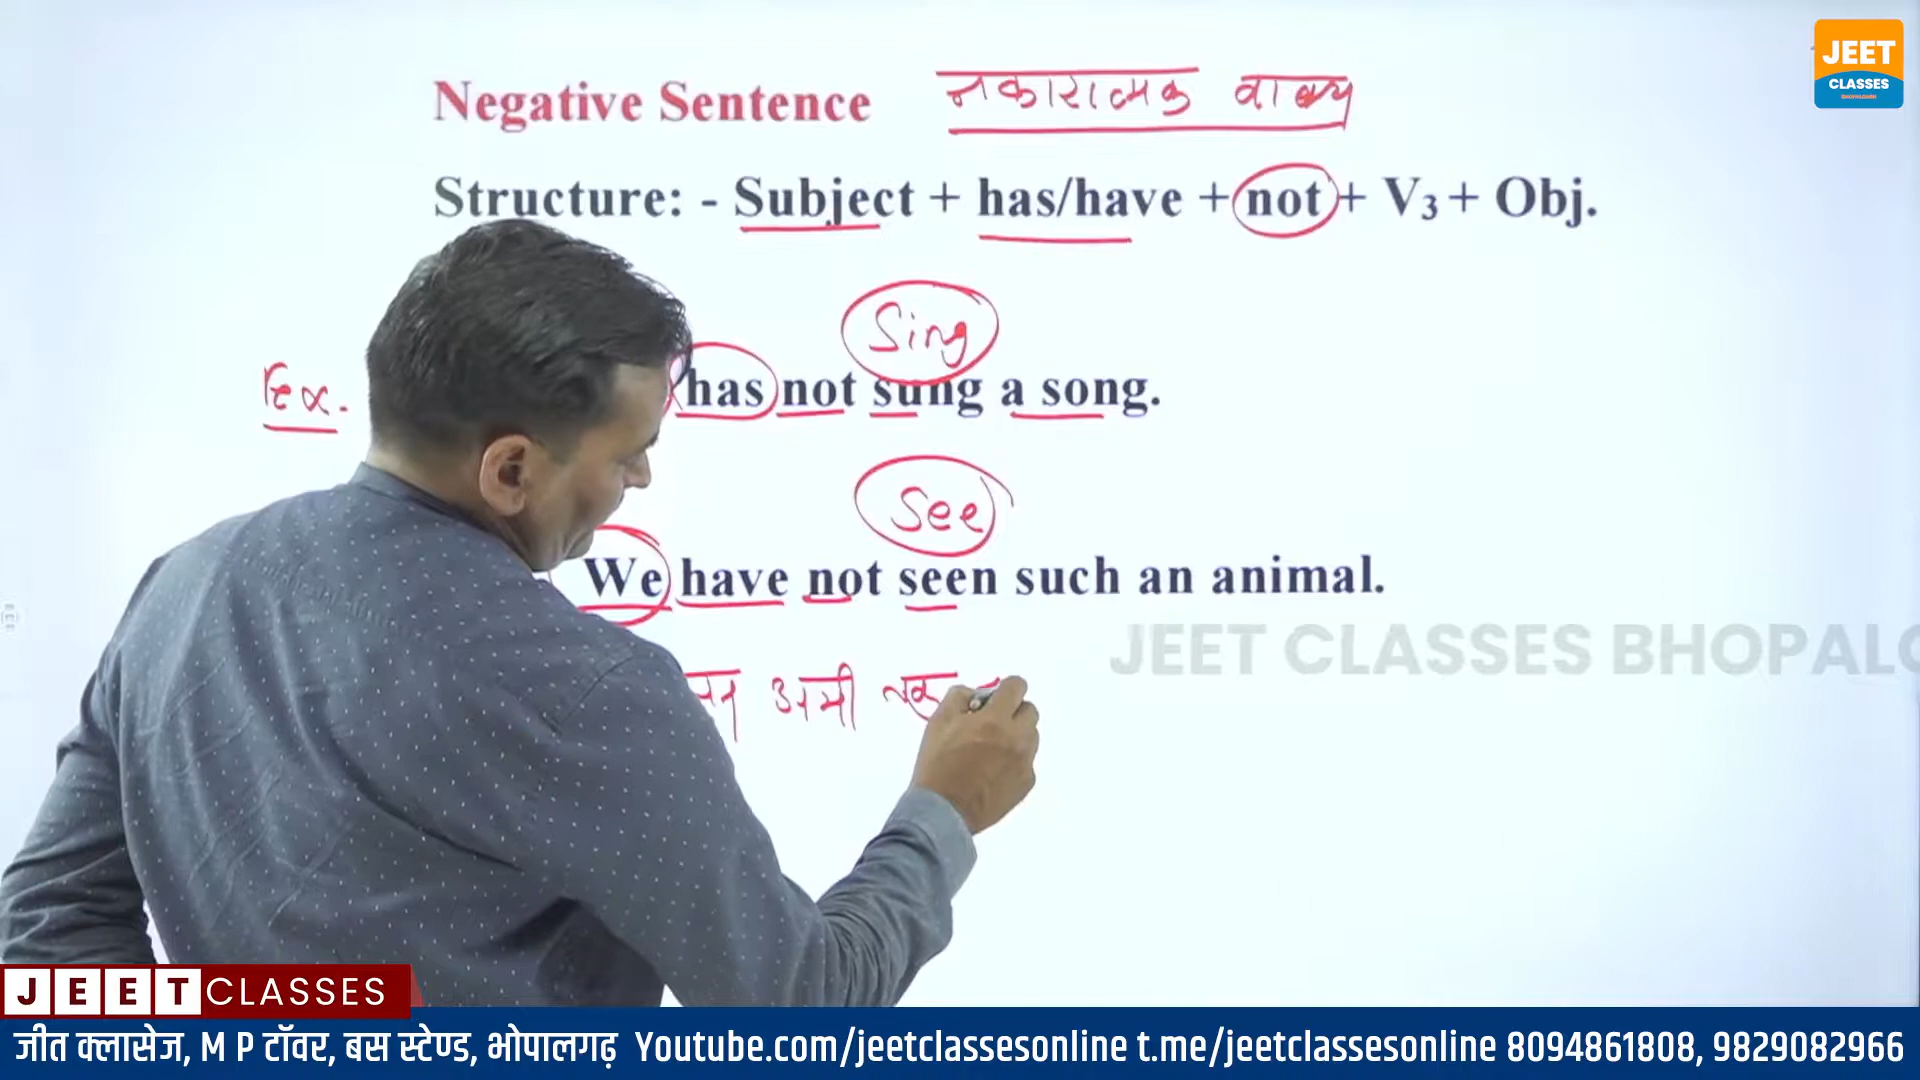 JEET
CLASSES
Negative Sentence नकारात्मक वाक्य
Structure: - Subject + has/have + not + V₃ + Obj.
Sing
Ex. has not sung a song.
See
We have not seen such an animal.
JEET CLASSES BHOPALG
अभी तक
JEET CLASSES
जीत क्लासेज, M P टॉवर, बस स्टेण्ड, भोपालगढ़ Youtube.com/jeetclassesonline t.me/jeetclassesonline 8094861808, 9829082966